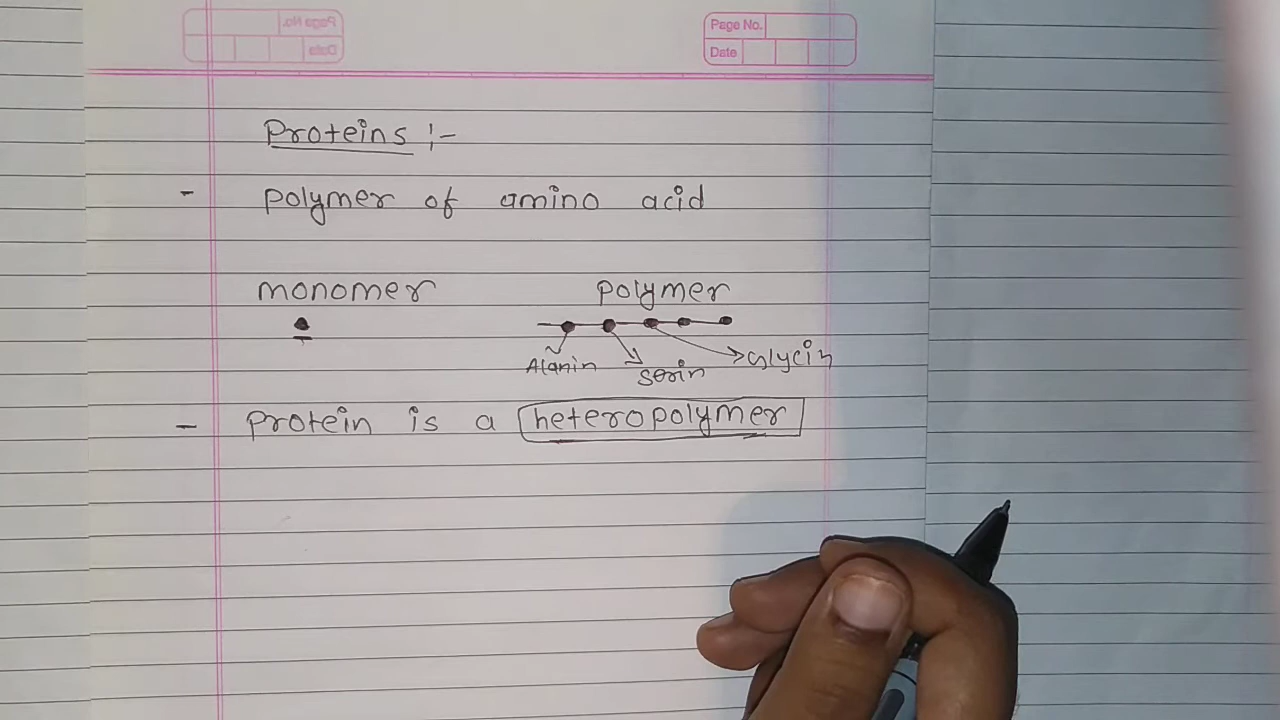 Page No.
Date
Proteins :-
- polymer of amino acid
monomer polymer
Alanin serin Glycin
- protein is a heteropolymer